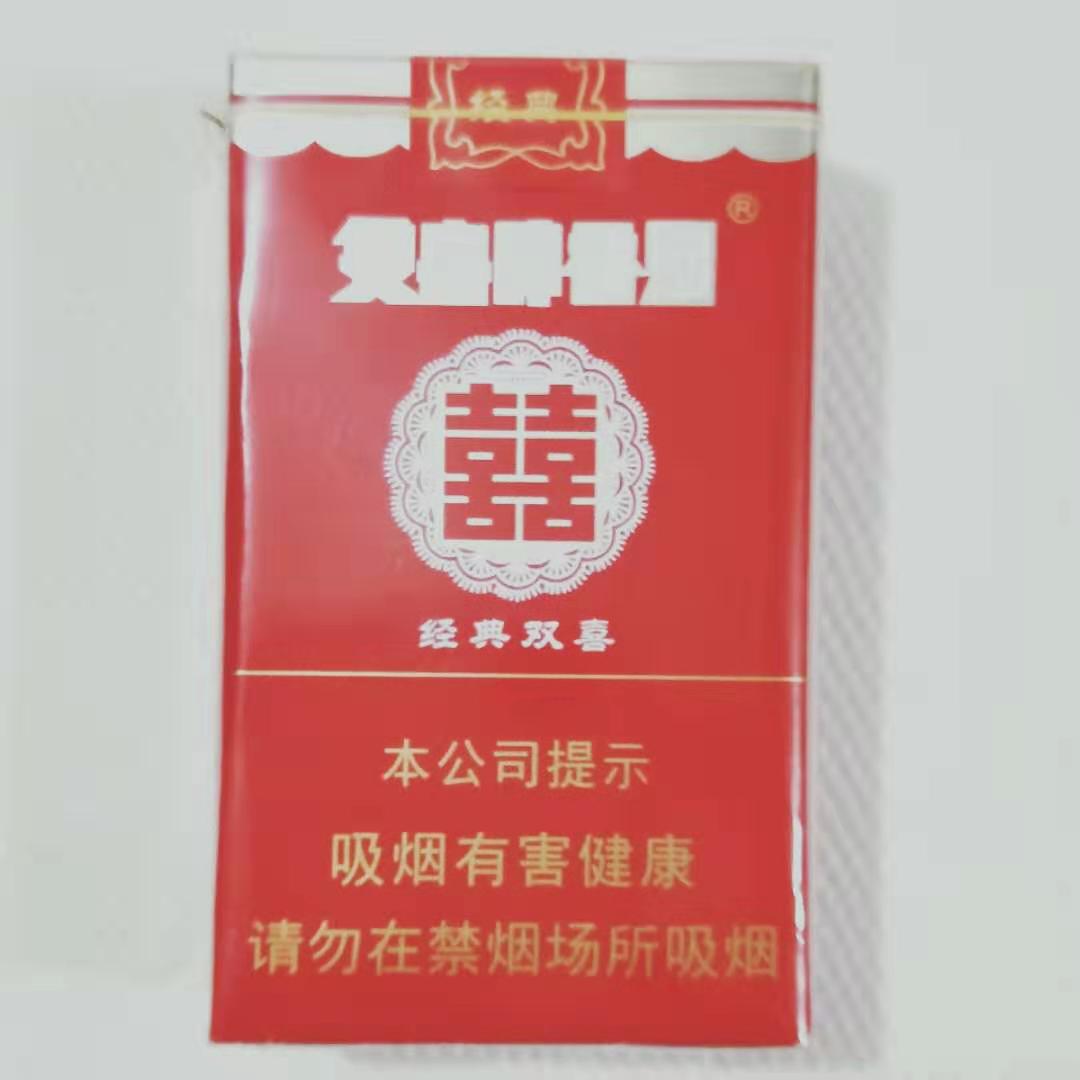 经典
®
囍
经典双喜
本公司提示
吸烟有害健康
请勿在禁烟场所吸烟